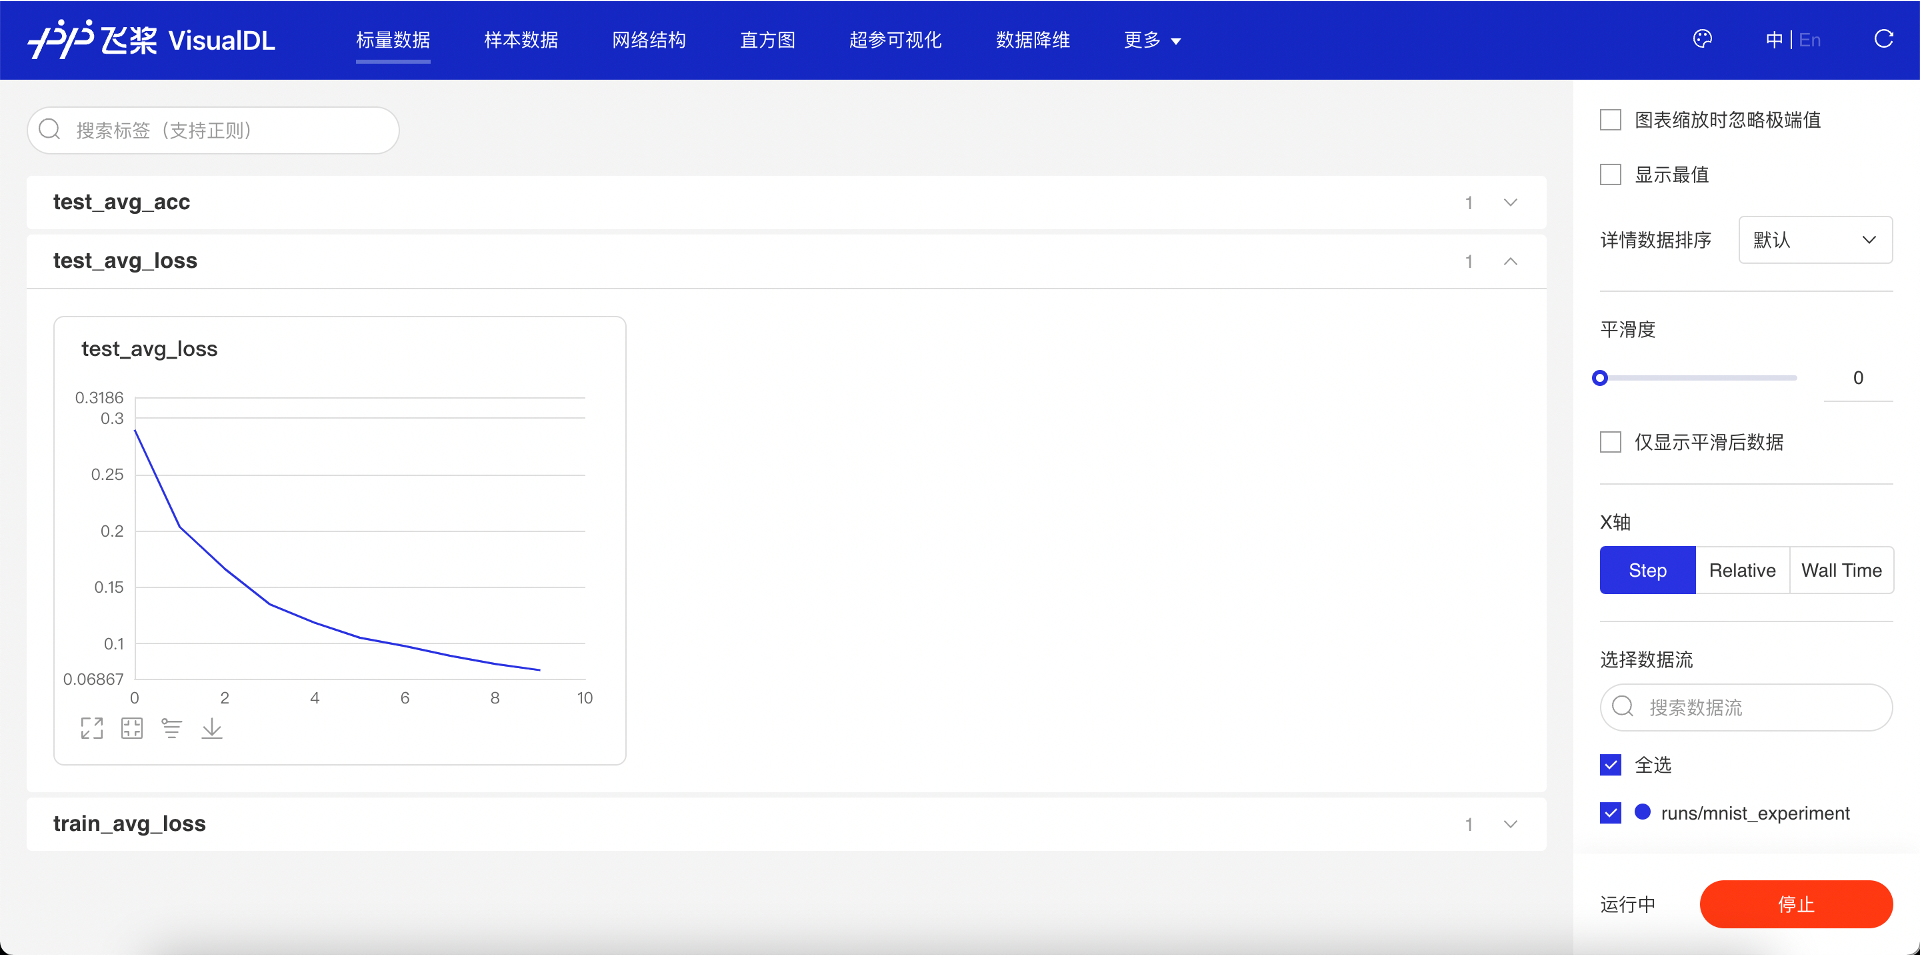 飞桨 VisualDL
标量数据 样本数据 网络结构 直方图 超参可视化 数据降维 更多
中 | En
搜索标签（支持正则）
test_avg_acc 1
test_avg_loss 1
test_avg_loss
0.3186
0.3
0.25
0.2
0.15
0.1
0.06867
0 2 4 6 8 10
train_avg_loss 1
图表缩放时忽略极端值
显示最值
详情数据排序 默认
平滑度
0
仅显示平滑后数据
X轴
Step Relative Wall Time
选择数据流
搜索数据流
全选
runs/mnist_experiment
运行中 停止